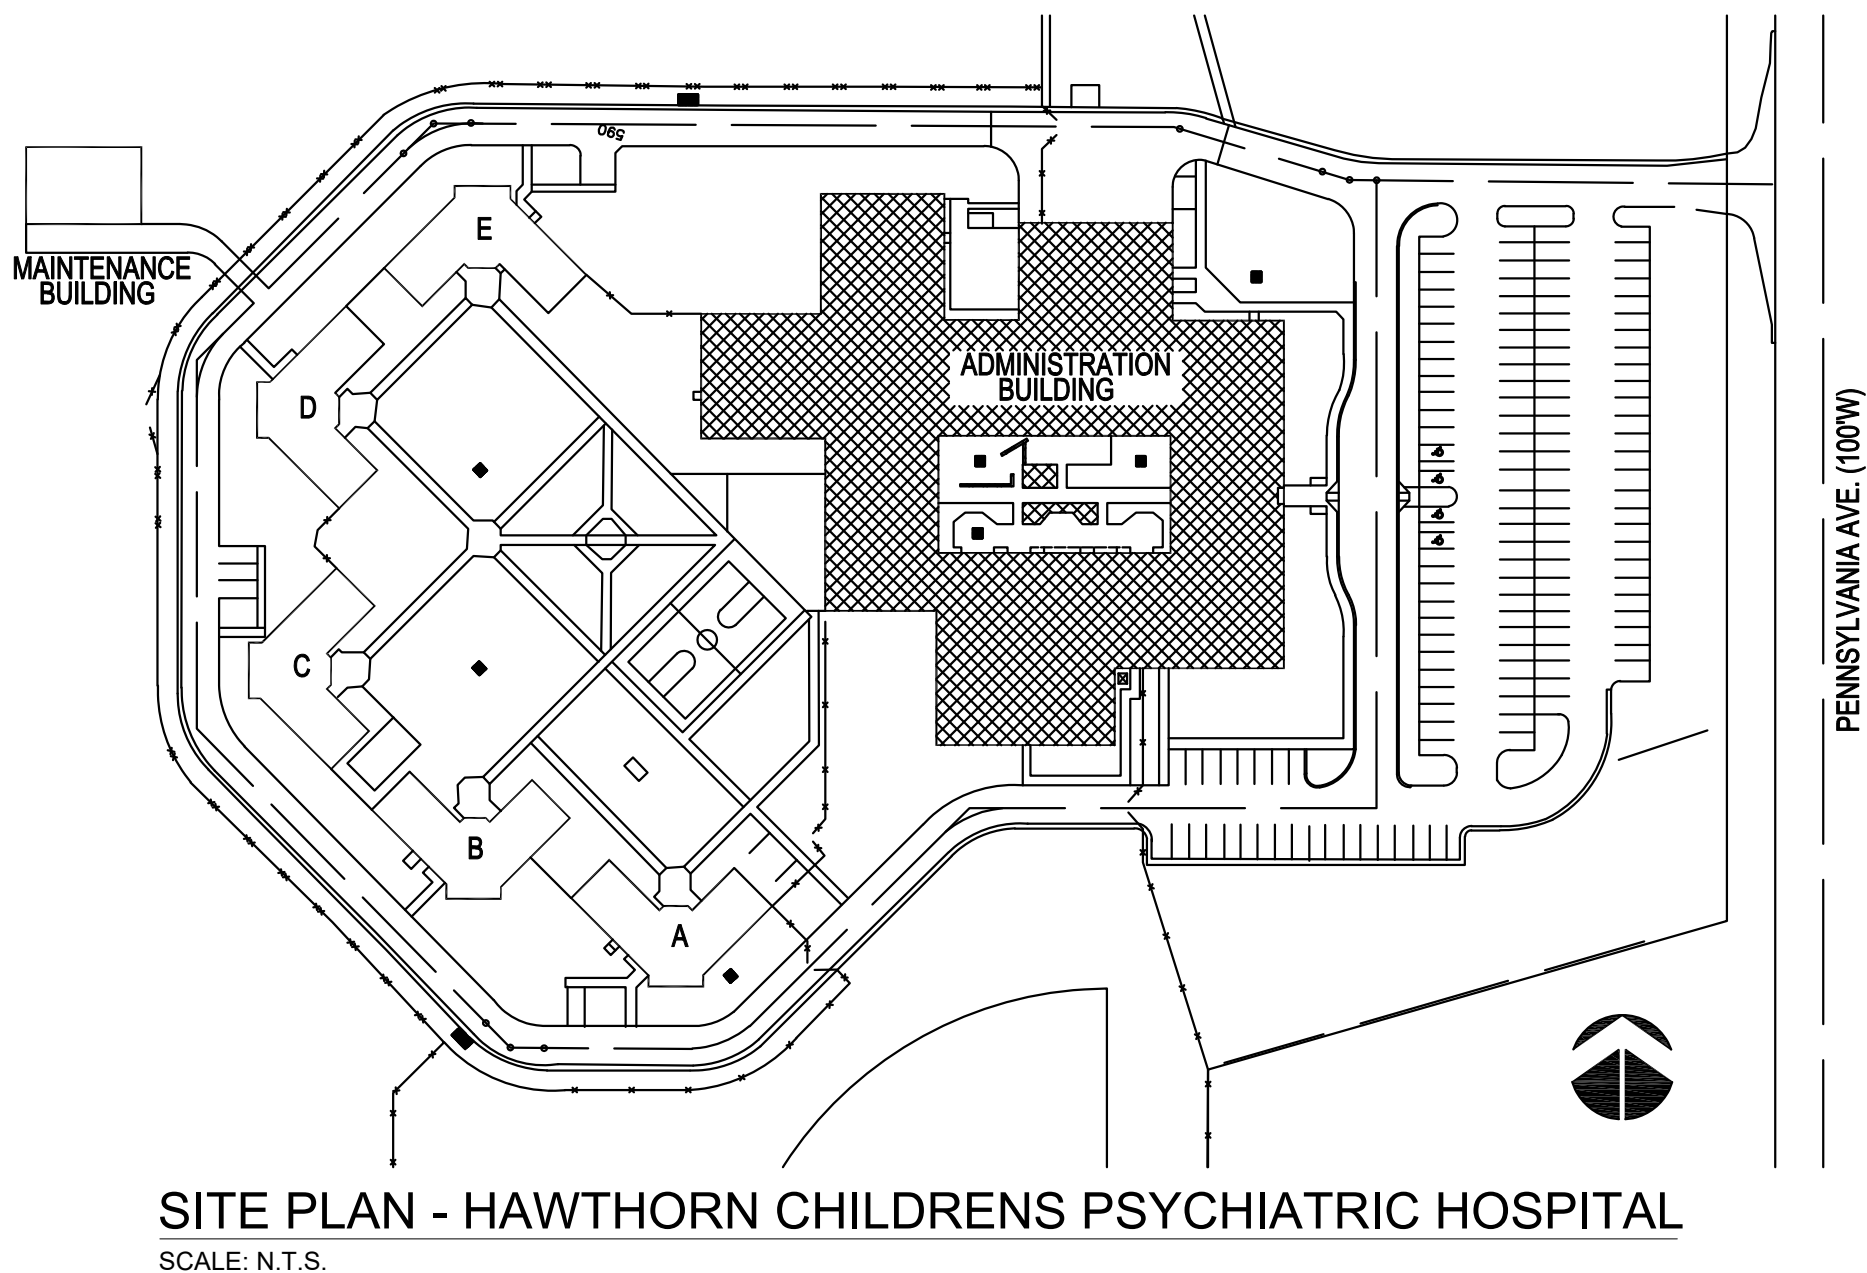 590
E
MAINTENANCE
BUILDING
ADMINISTRATION
BUILDING
D
PENNSYLVANIA AVE. (100'W)
C
B
A
SITE PLAN - HAWTHORN CHILDRENS PSYCHIATRIC HOSPITAL
SCALE: N.T.S.